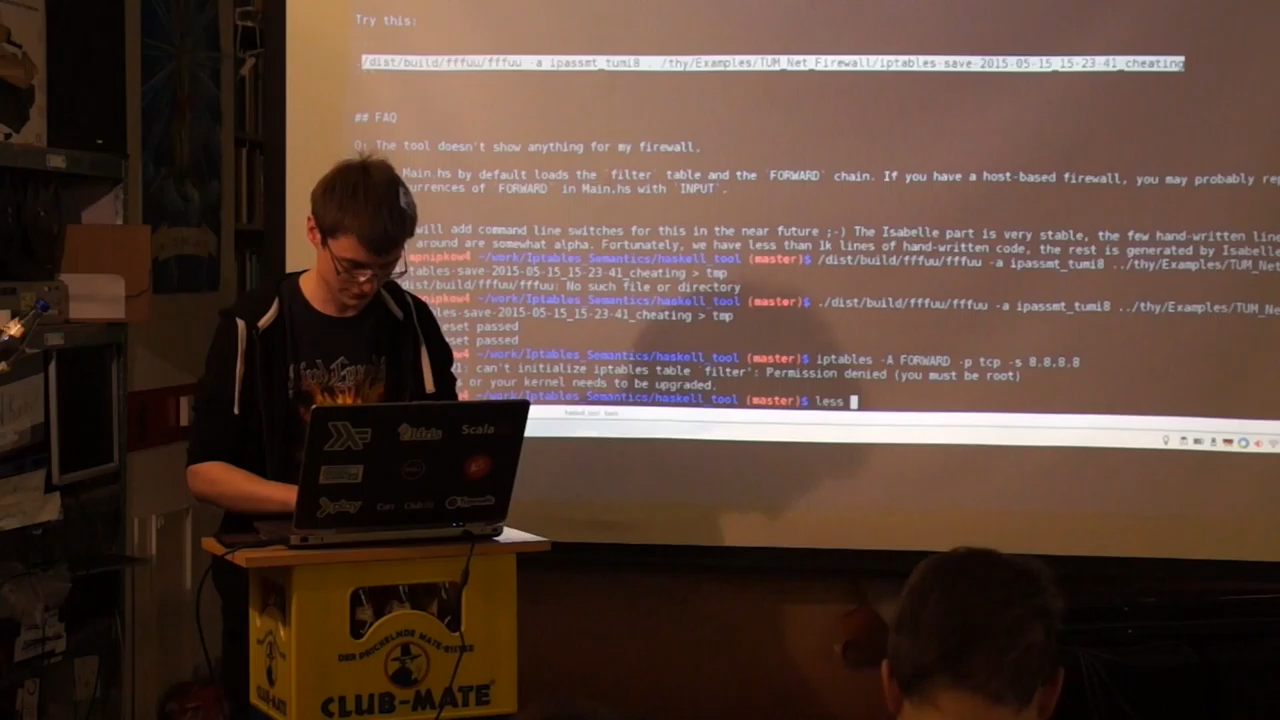 Try this:
/dist/build/fffuu/fffuu -a ipassmt_tumi8 ../thy/Examples/TUM_Net_Firewall/iptables-save-2015-05-15_15-23-41_cheating
## FAQ
Q: The tool doesn't show anything for my firewall.
Main.hs by default loads the `filter` table and the `FORWARD` chain. If you have a host-based firewall, you may probably
urrences of `FORWARD` in Main.hs with `INPUT`.
will add command line switches for this in the near future ;-) The Isabelle part is very stable, the few hand-written
around are somewhat alpha. Fortunately, we have less than 1k lines of hand-written code, the rest is generated by Isabelle
pnipkow4 ~/work/Iptables_Semantics/haskell_tool (master)$ /dist/build/fffuu/fffuu -a ipassmt_tumi8 ../thy/Examples/TUM_Net
tables-save-2015-05-15_15-23-41_cheating > tmp
dist/build/fffuu/fffuu: No such file or directory
nipkow4 ~/work/Iptables_Semantics/haskell_tool (master)$ ./dist/build/fffuu/fffuu -a ipassmt_tumi8 ../thy/Examples/TUM_Net
les-save-2015-05-15_15-23-41_cheating > tmp
eset passed
eset passed
w4 ~/work/Iptables_Semantics/haskell_tool (master)$ iptables -A FORWARD -p tcp -s 8.8.8.8
1: can't initialize iptables table `filter': Permission denied (you must be root)
s or your kernel needs to be upgraded.
4 ~/work/Iptables_Semantics/haskell_tool (master)$ less
Idris
Scala
play
DER PRICKELNDE MATE-RITTER
CLUB-MATE